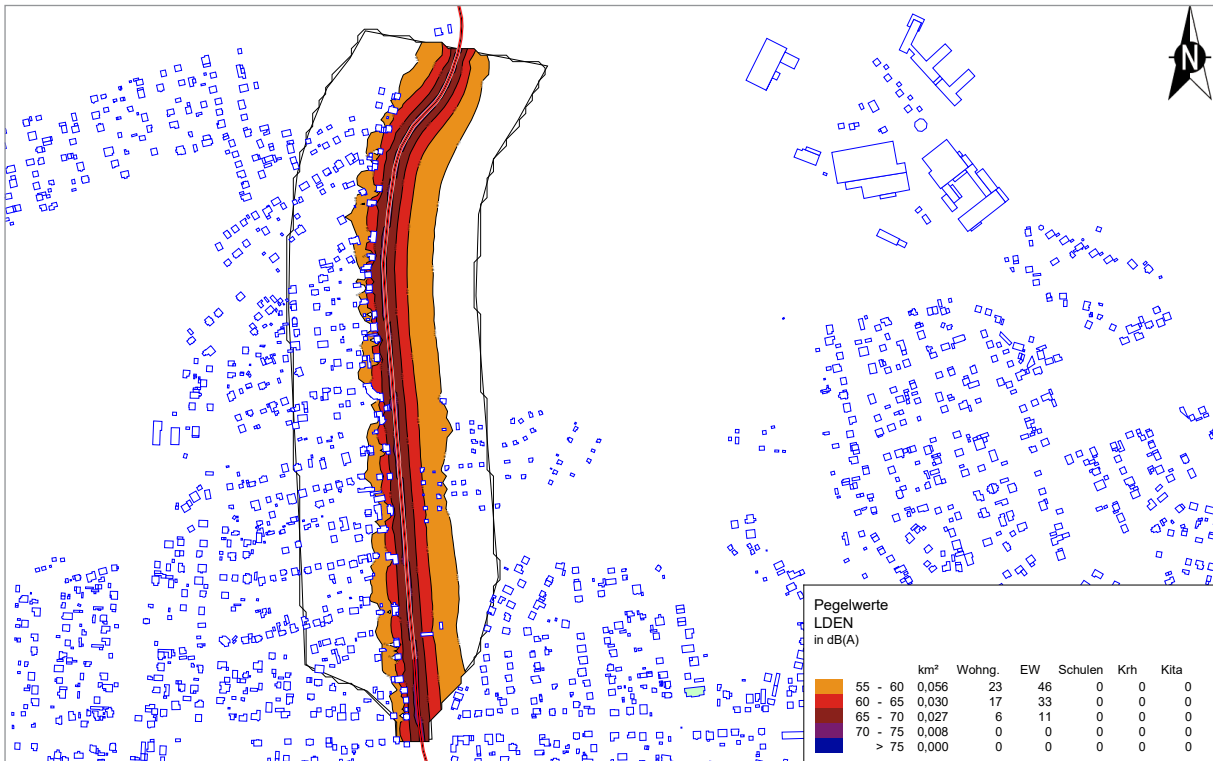 N
Pegelwerte
LDEN
in dB(A)
km² Wohng. EW Schulen Krh Kita
55 - 60 0,056 23 46 0 0 0
60 - 65 0,030 17 33 0 0 0
65 - 70 0,027 6 11 0 0 0
70 - 75 0,008 0 0 0 0 0
> 75 0,000 0 0 0 0 0